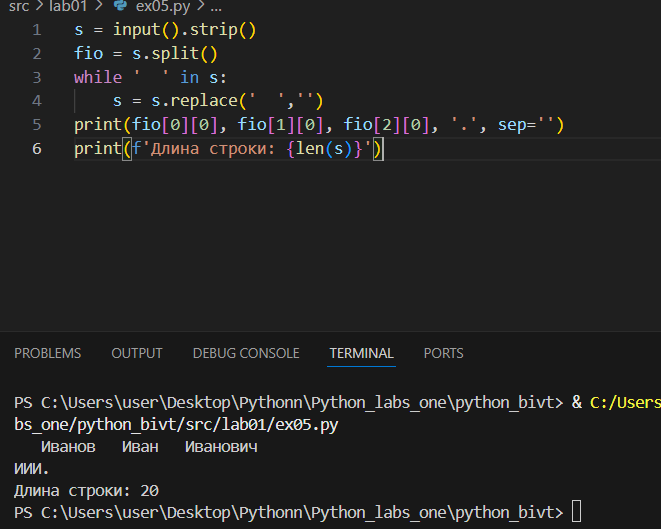 src > lab01 > ex05.py > ...
1 s = input().strip()
2 fio = s.split()
3 while '  ' in s:
4     s = s.replace('  ','')
5 print(fio[0][0], fio[1][0], fio[2][0], '.', sep='')
6 print(f'Длина строки: {len(s)}')
PROBLEMS OUTPUT DEBUG CONSOLE TERMINAL PORTS
PS C:\Users\user\Desktop\Pythonn\Python_labs_one\python_bivt> & C:/Users
bs_one/python_bivt/src/lab01/ex05.py
   Иванов   Иван   Иванович
ИИИ.
Длина строки: 20
PS C:\Users\user\Desktop\Pythonn\Python_labs_one\python_bivt>